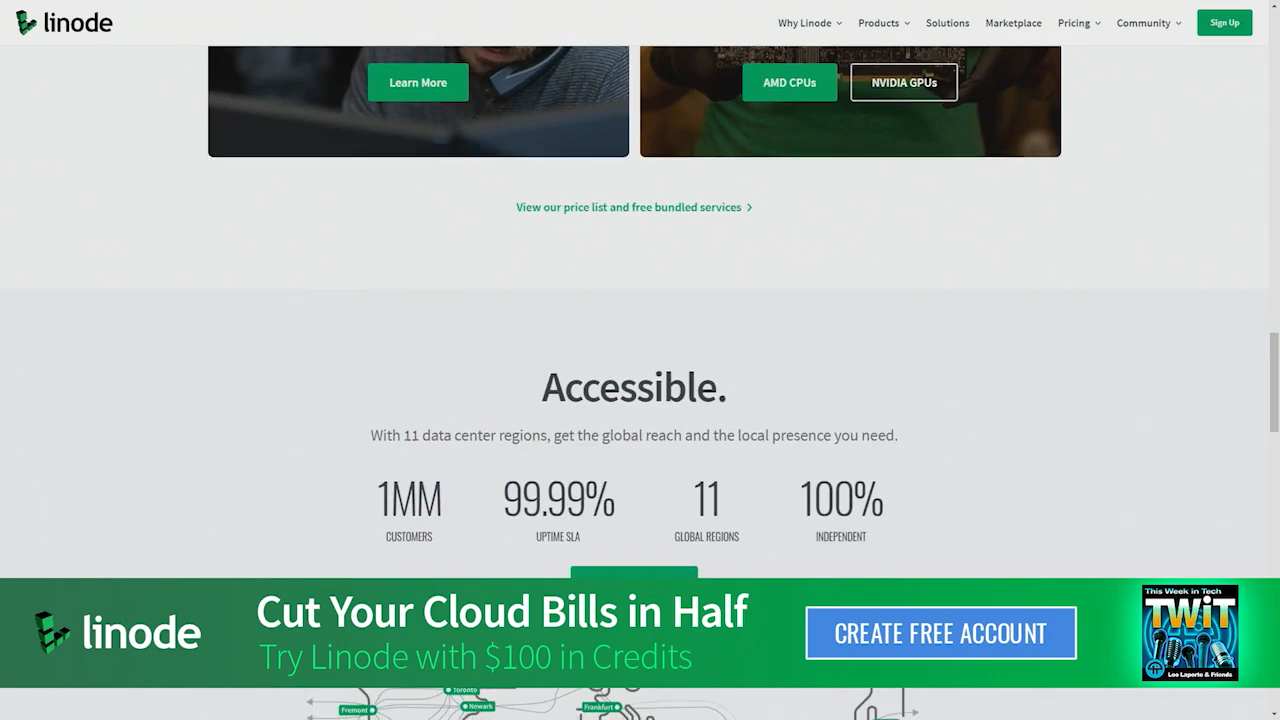 linode
Why Linode
Products
Solutions
Marketplace
Pricing
Community
Sign Up
Learn More
AMD CPUs
NVIDIA GPUs
View our price list and free bundled services
Accessible.
With 11 data center regions, get the global reach and the local presence you need.
1MM
99.99%
11
100%
CUSTOMERS
UPTIME SLA
GLOBAL REGIONS
INDEPENDENT
linode
Cut Your Cloud Bills in Half
Try Linode with $100 in Credits
CREATE FREE ACCOUNT
This Week in Tech
TWiT
Leo Laporte & Friends
Toronto
Newark
Fremont
Frankfurt